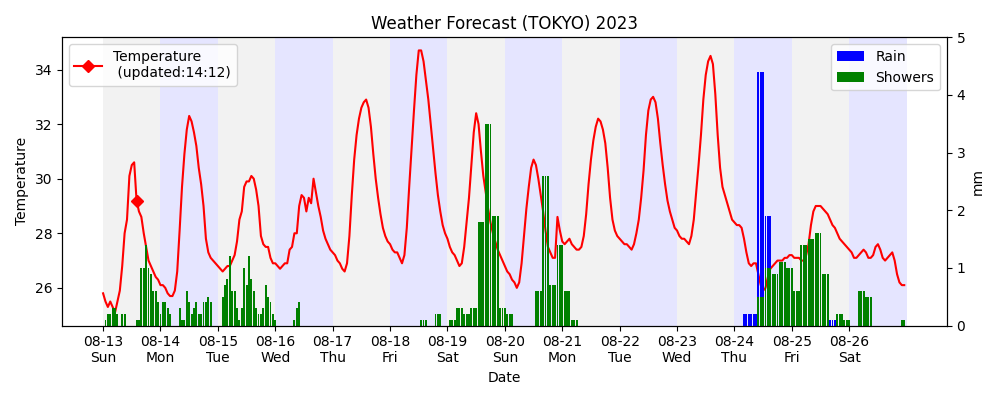 Weather Forecast (TOKYO) 2023
Temperature
(updated:14:12)
Rain
Showers
Temperature
34
32
30
28
26
5
4
3
2
1
0
mm
08-13 08-14 08-15 08-16 08-17 08-18 08-19 08-20 08-21 08-22 08-23 08-24 08-25 08-26
Sun Mon Tue Wed Thu Fri Sat Sun Mon Tue Wed Thu Fri Sat
Date